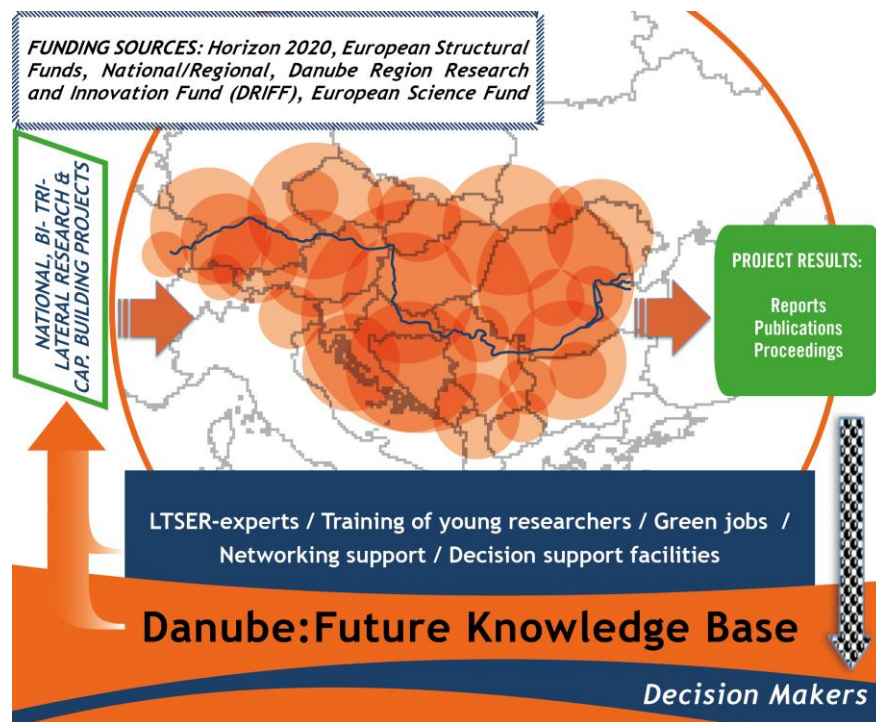 FUNDING SOURCES: Horizon 2020, European Structural
Funds, National/Regional, Danube Region Research
and Innovation Fund (DRIFF), European Science Fund
NATIONAL, BI- TRI-
LATERAL RESEARCH &
CAP. BUILDING PROJECTS
PROJECT RESULTS:
Reports
Publications
Proceedings
LTSER-experts / Training of young researchers / Green jobs /
Networking support / Decision support facilities
Danube:Future Knowledge Base
Decision Makers